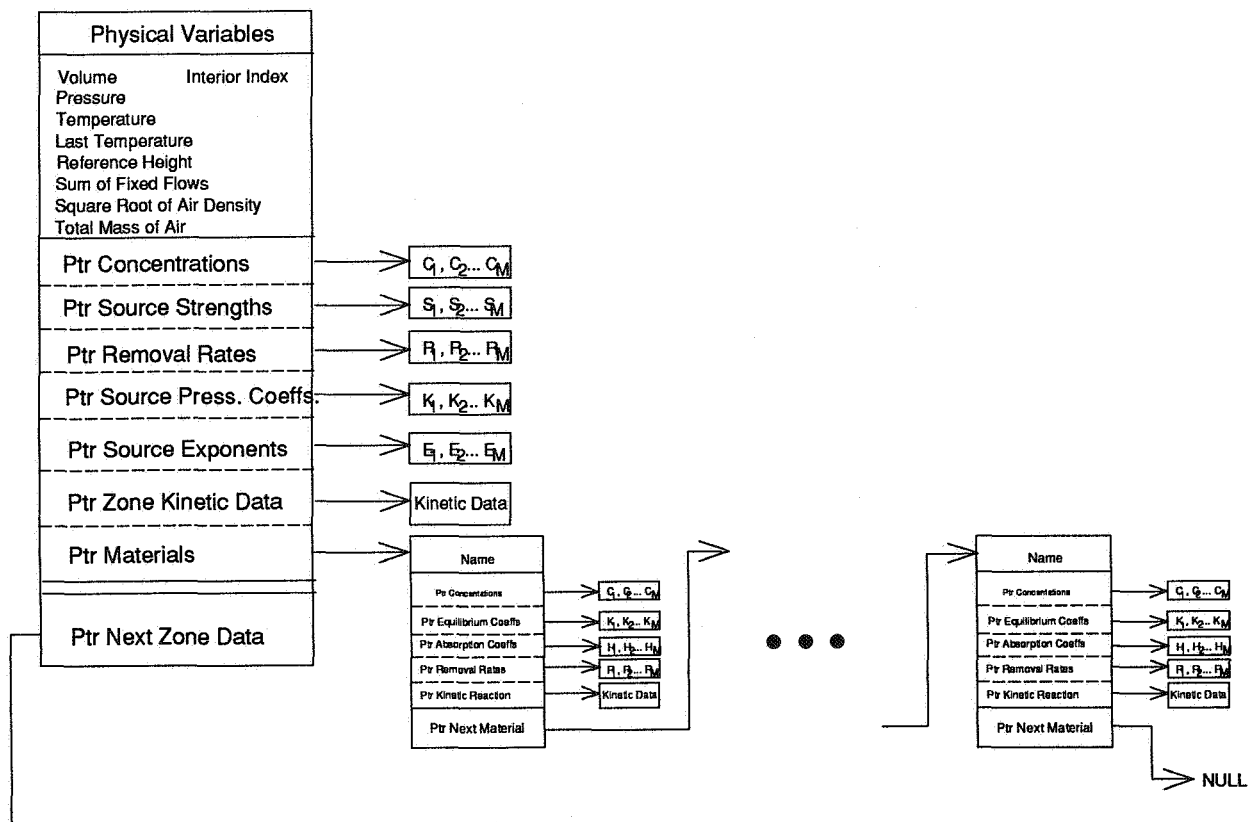 Physical Variables
Volume Interior Index
Pressure
Temperature
Last Temperature
Reference Height
Sum of Fixed Flows
Square Root of Air Density
Total Mass of Air
Ptr Concentrations
C1, C2... CM
Ptr Source Strengths
S1, S2... SM
Ptr Removal Rates
R1, R2... RM
Ptr Source Press. Coeffs.
K1, K2.. KM
Ptr Source Exponents
E1, E2... EM
Ptr Zone Kinetic Data
Kinetic Data
Ptr Materials
Ptr Next Zone Data
Name
Ptr Concentations
C1, C2... CM
Ptr Equilibrium Coeffs
K1, K2.. KM
Ptr Absorption Coeffs
H1, H2... HM
Ptr Removal Rates
R1, R2... RM
Ptr Kinetic Reaction
Kinetic Data
Ptr Next Material
Name
Ptr Concentations
C1, C2... CM
Ptr Equilibrium Coeffs
K1, K2.. KM
Ptr Absorption Coeffs
H1, H2... HM
Ptr Removal Rates
R1, R2... RM
Ptr Kinetic Reaction
Kinetic Data
Ptr Next Material
NULL